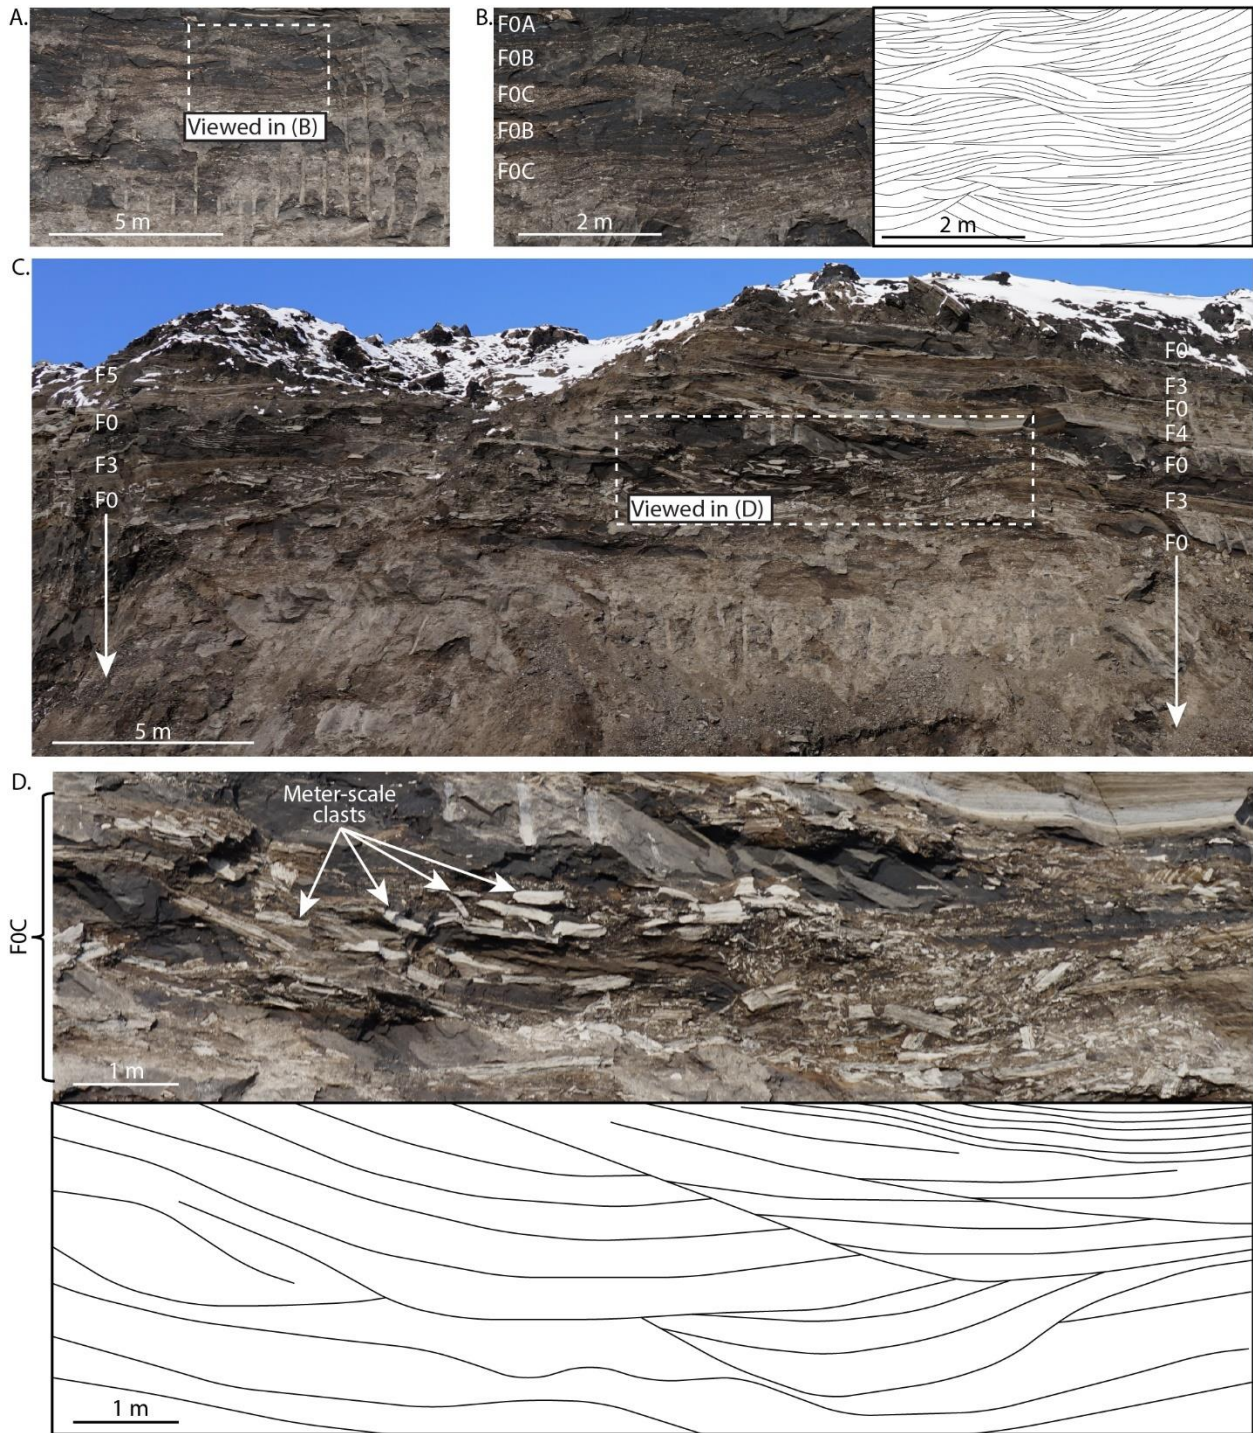 A.
Viewed in (B)
5 m
B.
F0A
F0B
F0C
F0B
F0C
2 m
2 m
C.
F5
F0
F3
F0
F0
F3
F0
F4
F0
F3
F0
Viewed in (D)
5 m
D.
Meter-scale
clasts
F0C
1 m
1 m